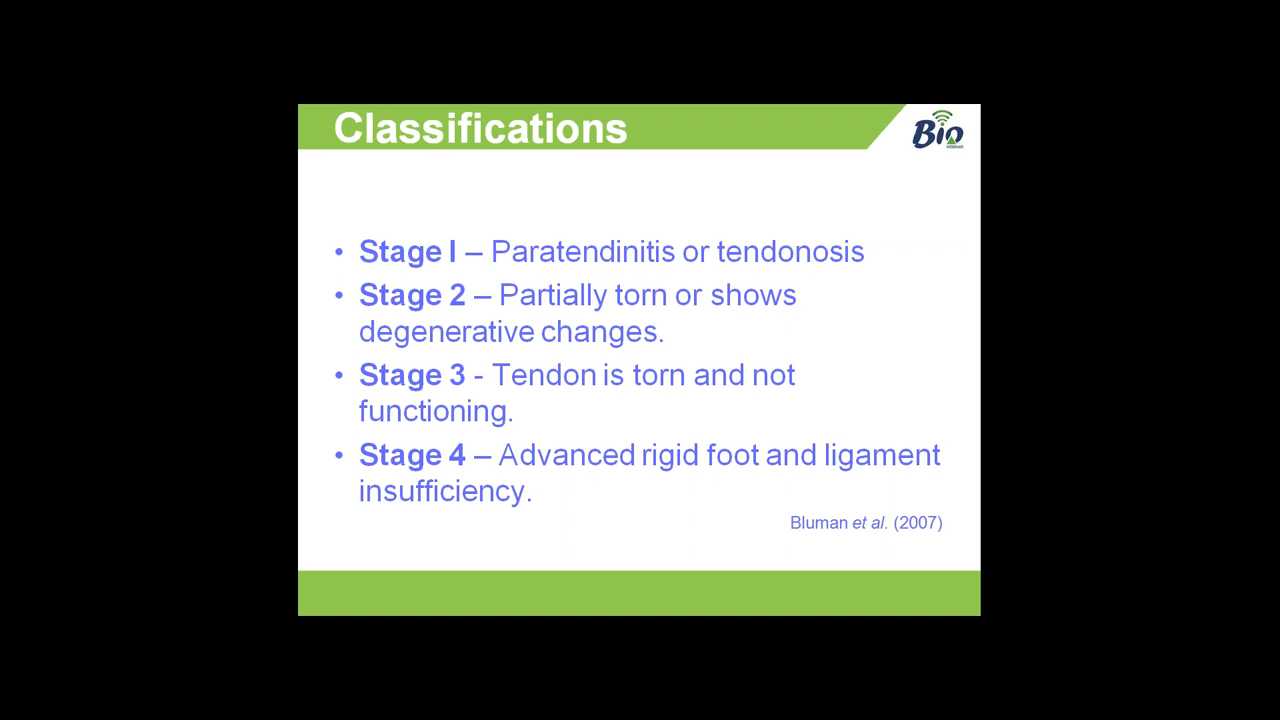 Classifications
Bio
WEBINAR
• Stage I – Paratendinitis or tendonosis
• Stage 2 – Partially torn or shows
degenerative changes.
• Stage 3 - Tendon is torn and not
functioning.
• Stage 4 – Advanced rigid foot and ligament
insufficiency.
Bluman et al. (2007)